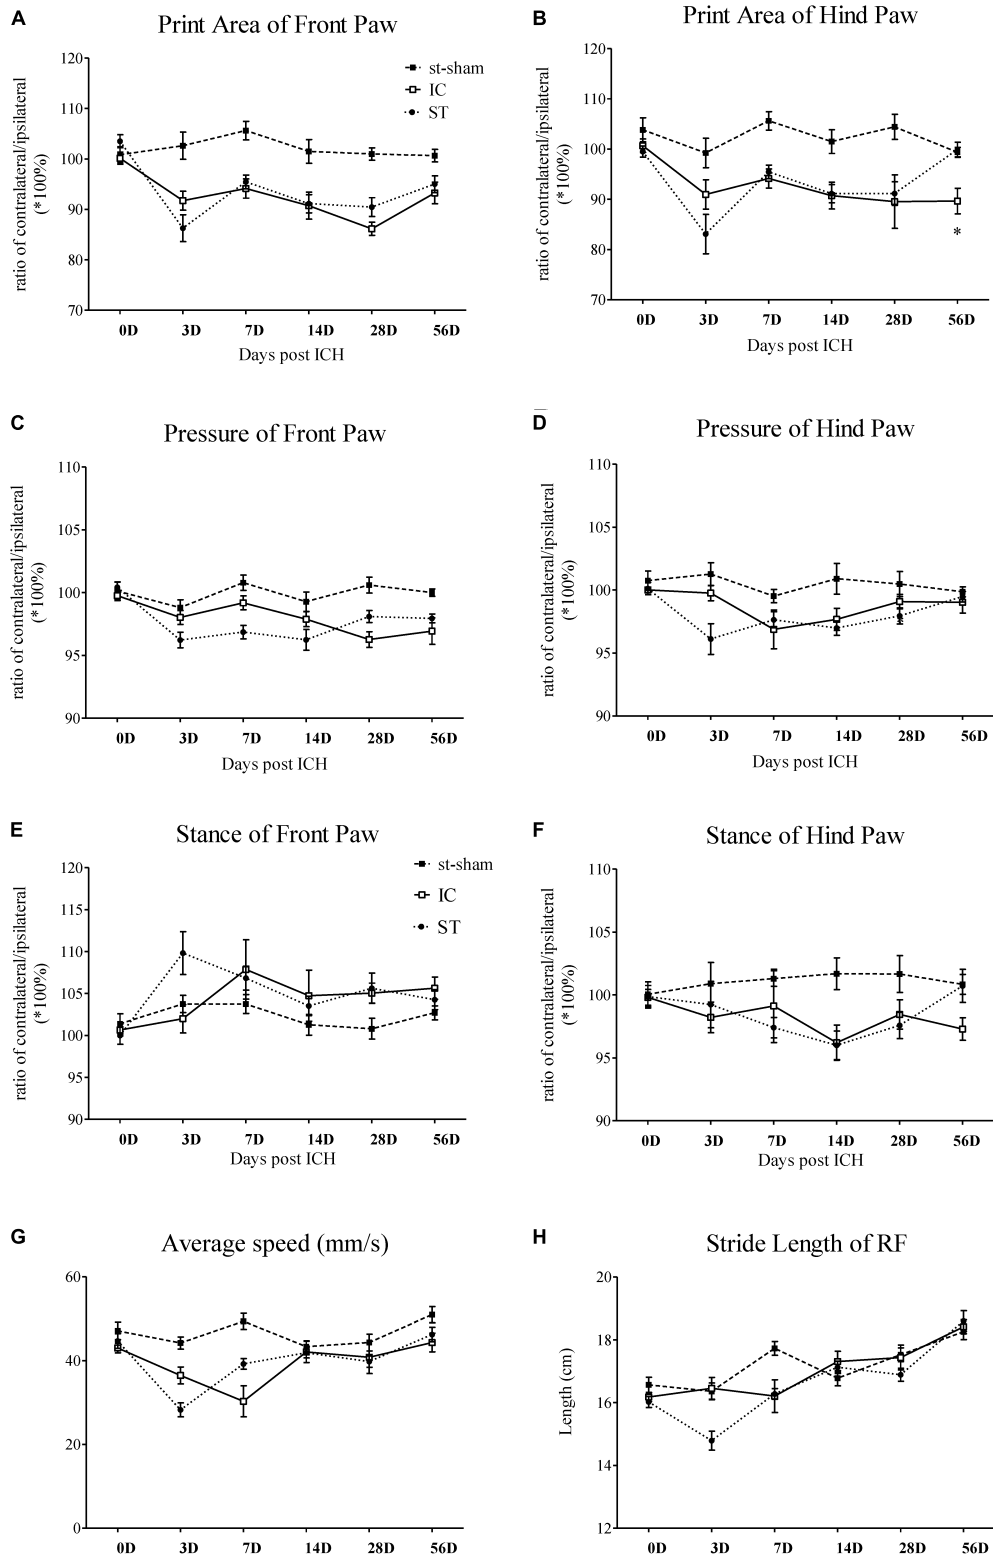 A
Print Area of Front Paw
120
110
100
90
80
70
ratio of contralateral/ipsilateral
(*100%)
st-sham
IC
ST
0D 3D 7D 14D 28D 56D
Days post ICH
B
Print Area of Hind Paw
120
110
100
90
80
70
ratio of contralateral/ipsilateral
(*100%)
*
0D 3D 7D 14D 28D 56D
Days post ICH
C
Pressure of Front Paw
110
105
100
95
90
ratio of contralateral/ipsilateral
(*100%)
0D 3D 7D 14D 28D 56D
Days post ICH
D
Pressure of Hind Paw
110
105
100
95
90
ratio of contralateral/ipsilateral
(*100%)
0D 3D 7D 14D 28D 56D
Days post ICH
E
Stance of Front Paw
120
115
110
105
100
95
90
ratio of contralateral/ipsilateral
(*100%)
st-sham
IC
ST
0D 3D 7D 14D 28D 56D
Days post ICH
F
Stance of Hind Paw
110
105
100
95
90
ratio of contralateral/ipsilateral
(*100%)
0D 3D 7D 14D 28D 56D
Days post ICH
G
Average speed (mm/s)
60
40
20
0
0D 3D 7D 14D 28D 56D
H
Stride Length of RF
20
18
16
14
12
Length (cm)
0D 3D 7D 14D 28D 56D